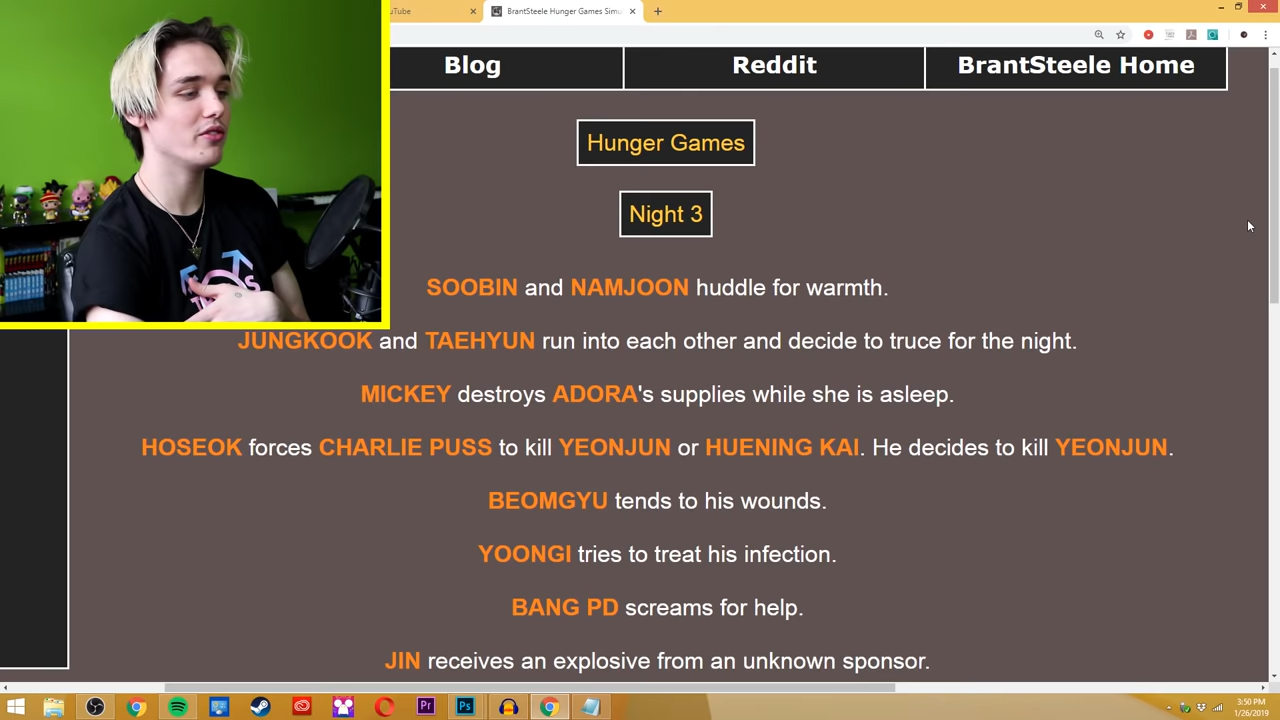 uTube
BrantSteele Hunger Games Simu
Blog
Reddit
BrantSteele Home
Hunger Games
Night 3
SOOBIN and NAMJOON huddle for warmth.
JUNGKOOK and TAEHYUN run into each other and decide to truce for the night.
MICKEY destroys ADORA's supplies while she is asleep.
HOSEOK forces CHARLIE PUSS to kill YEONJUN or HUENING KAI. He decides to kill YEONJUN.
BEOMGYU tends to his wounds.
YOONGI tries to treat his infection.
BANG PD screams for help.
JIN receives an explosive from an unknown sponsor.
Pr
Ps
3:50 PM
1/26/2019